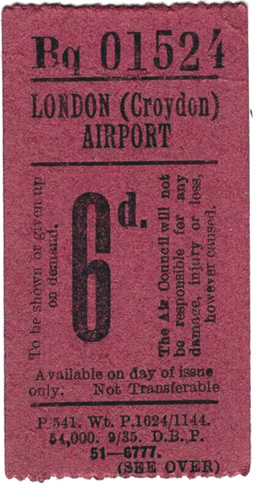 Bq 01524
LONDON (Croydon)
AIRPORT
To be shown or given up
on demand.
6d.
The Air Council will not
be responsible for any
damage, injury or loss,
however caused.
Available on day of issue
only. Not Transferable
P.541. Wt. P.1624/1144.
54,000. 9/35. D.B.P.
51—6777.
(SEE OVER)